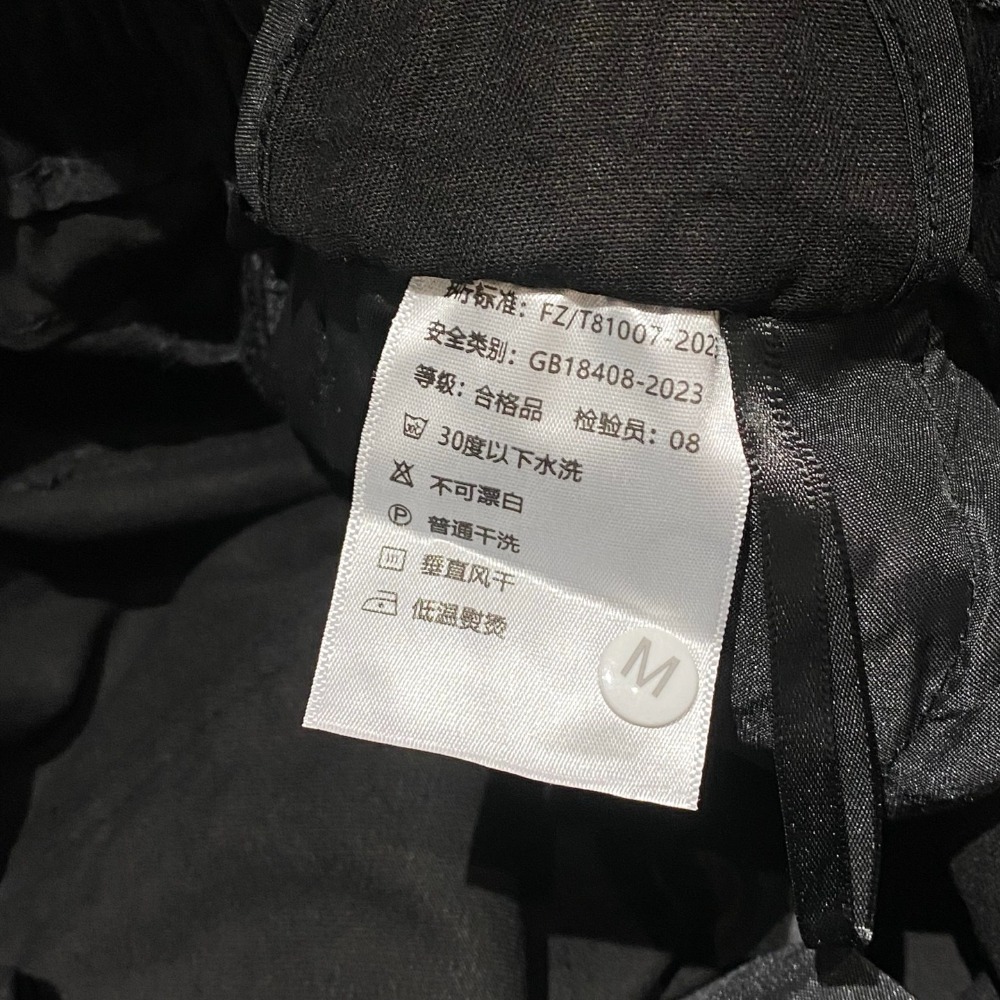 标准：FZ/T81007-202
安全类别：GB18408-2023
等级：合格品 检验员：08
30度以下水洗
不可漂白
P 普通干洗
垂直风干
低温熨烫
M